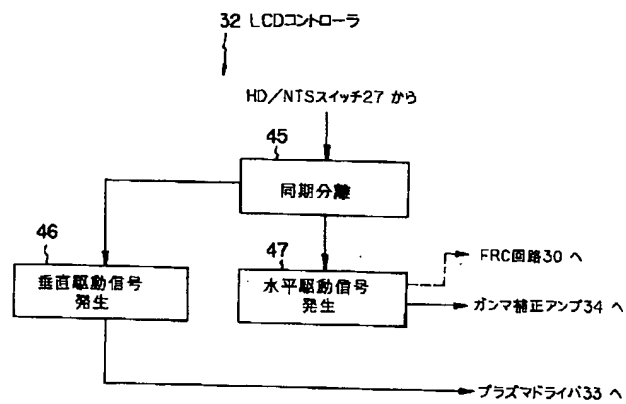 32 LCDコントローラ
HD/NTSスイッチ27 から
45
同期分離
46
垂直駆動信号
発生
47
水平駆動信号
発生
FRC回路30 へ
ガンマ補正アンプ34 へ
プラズマドライバ33 へ